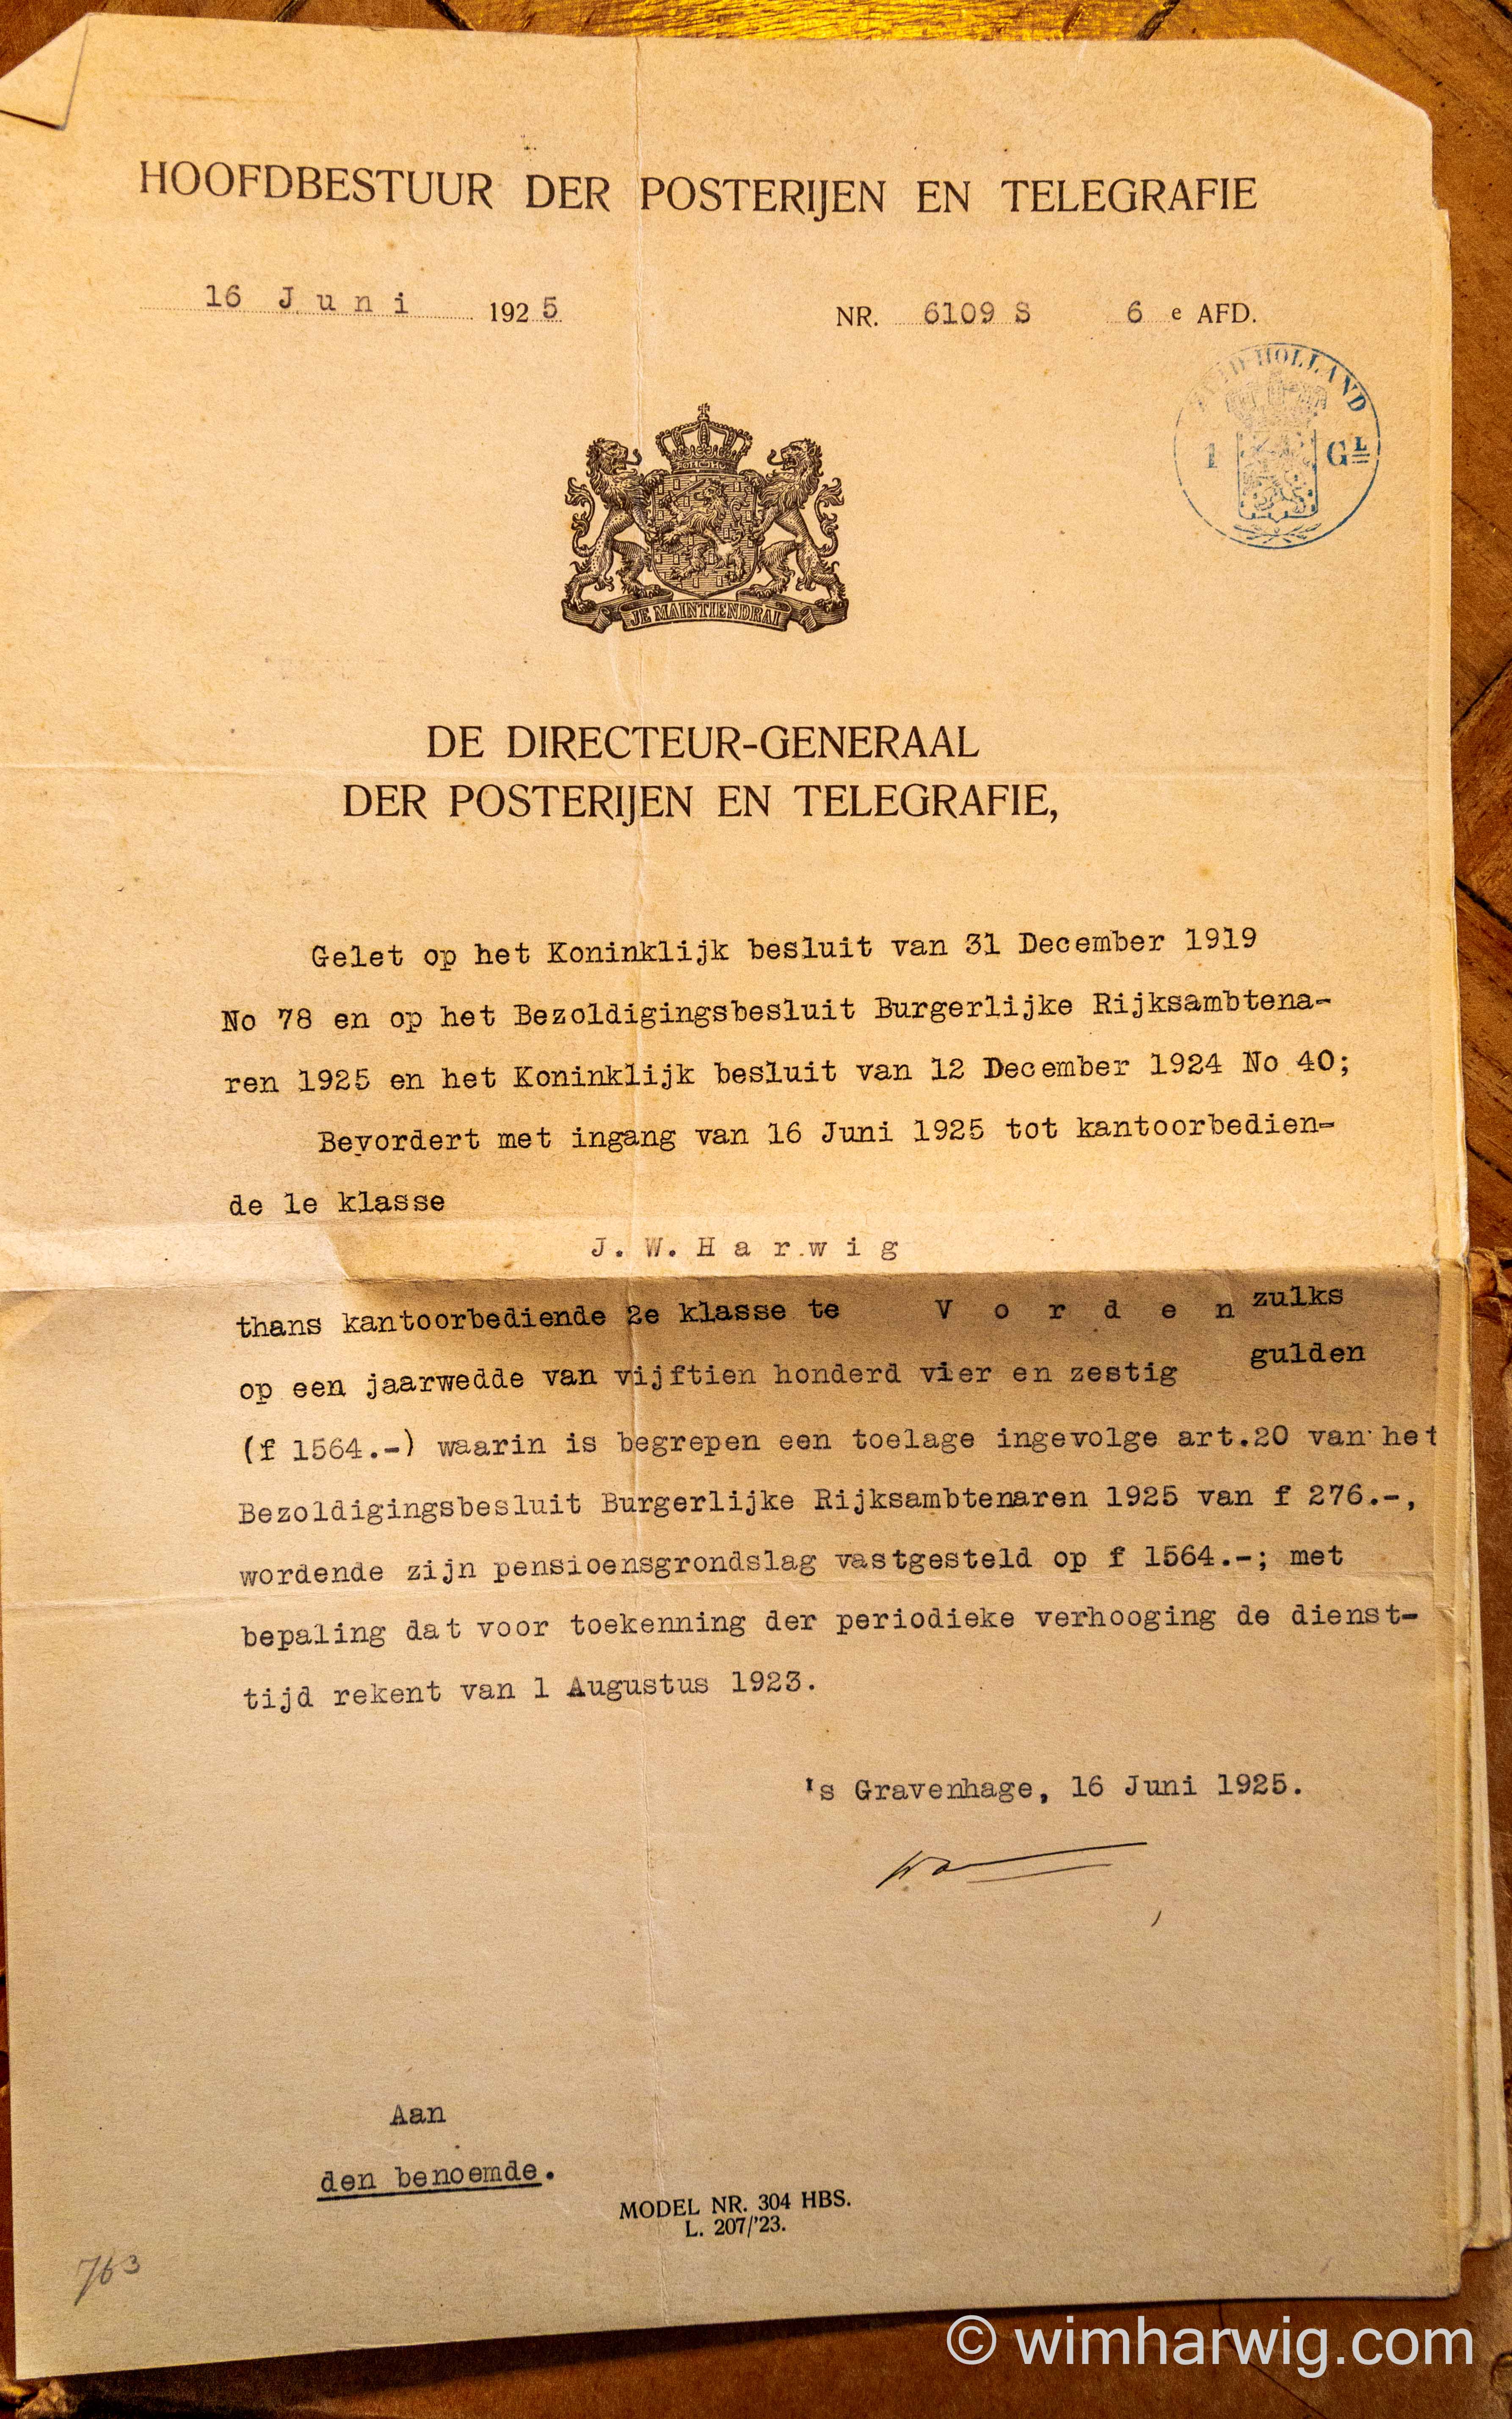 HOOFDBESTUUR DER POSTERIJEN EN TELEGRAFIE
16 Juni 1925 NR. 6109 S 6 e AFD.
HOLLAND
1 GL
JE MAINTIENDRAI
DE DIRECTEUR-GENERAAL
DER POSTERIJEN EN TELEGRAFIE,
Gelet op het Koninklijk besluit van 31 December 1919
No 78 en op het Bezoldigingsbesluit Burgerlijke Rijksambtena-
ren 1925 en het Koninklijk besluit van 12 December 1924 No 40;
Bevordert met ingang van 16 Juni 1925 tot kantoorbedien-
de 1e klasse
J. W. Harwig
thans kantoorbediende 2e klasse te Vorden zulks
op een jaarwedde van vijftien honderd vier en zestig gulden
(f 1564.-) waarin is begrepen een toelage ingevolge art.20 van het
Bezoldigingsbesluit Burgerlijke Rijksambtenaren 1925 van f 276.-,
wordende zijn pensioensgrondslag vastgesteld op f 1564.-; met
bepaling dat voor toekenning der periodieke verhooging de dienst-
tijd rekent van 1 Augustus 1923.
's Gravenhage, 16 Juni 1925.
Aan
den benoemde.
MODEL NR. 304 HBS.
L. 207/'23.
763
© wimharwig.com